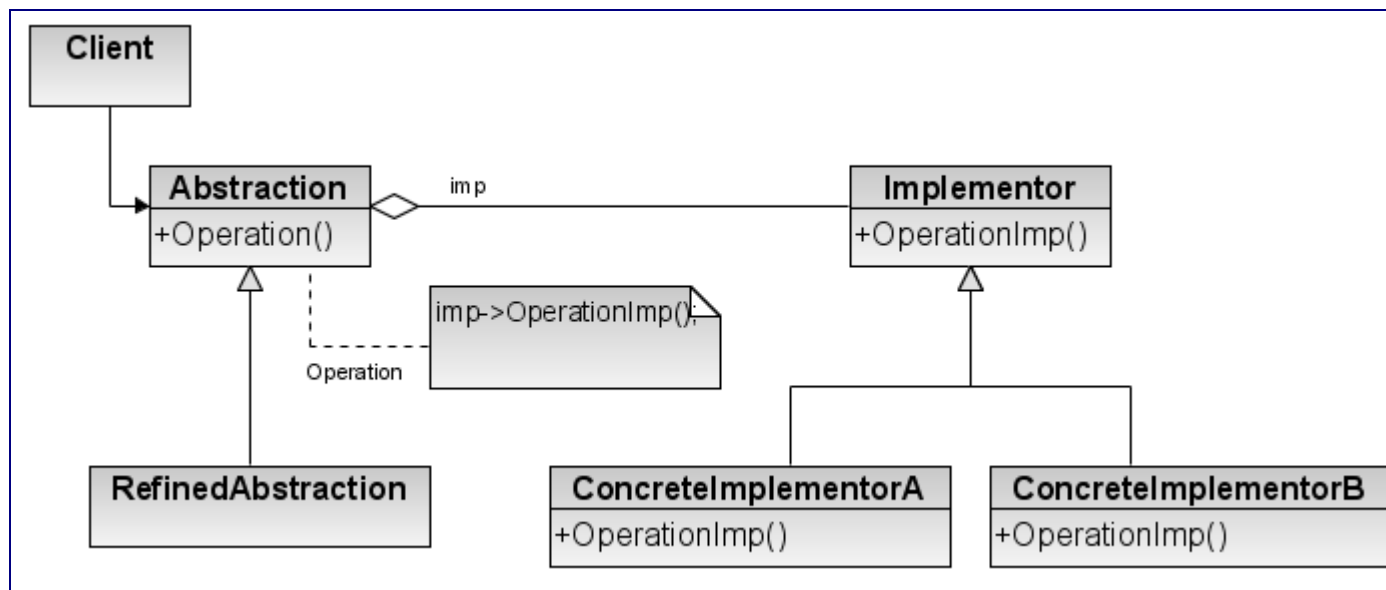 Client
Abstraction
+Operation()
imp
Implementor
+OperationImp()
imp->OperationImp();
Operation
RefinedAbstraction
ConcreteImplementorA
+OperationImp()
ConcreteImplementorB
+OperationImp()